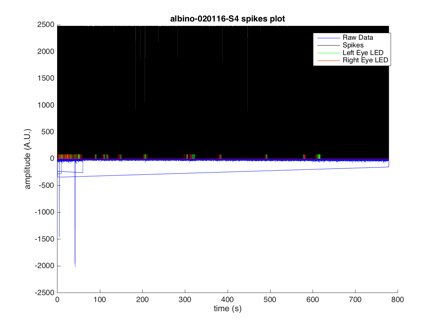 albino-020116-S4 spikes plot
2500
2000
1500
1000
500
0
-500
-1000
-1500
-2000
-2500
amplitude (A.U.)
Raw Data
Spikes
Left Eye LED
Right Eye LED
0 100 200 300 400 500 600 700 800
time (s)